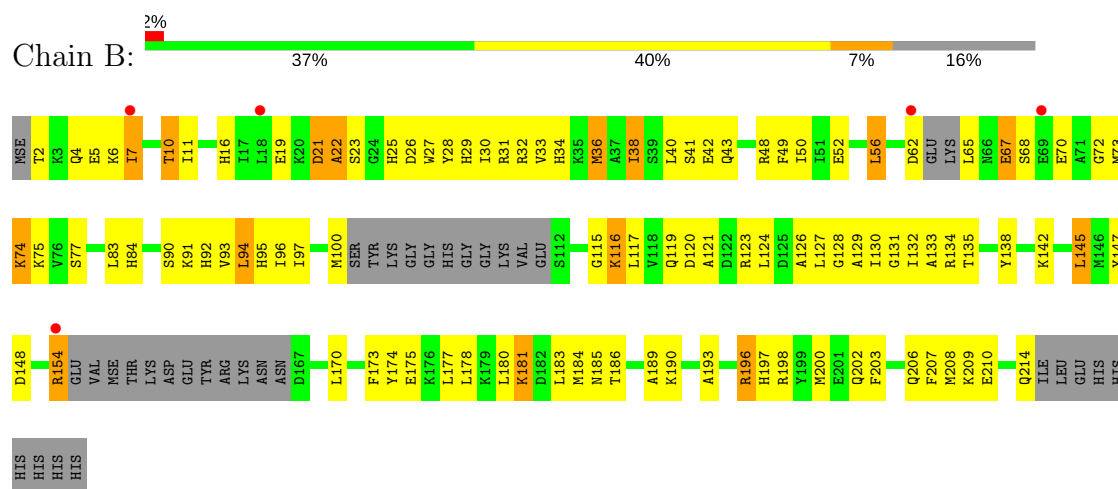 2%
Chain B:
37% 40% 7% 16%
MSE T2 K3 Q4 E5 K6 I7 T10 I11 H16 I17 L18 E19 K20 D21 A22 S23 G24 H25 D26 W27 Y28 H29 I30 R31 R32 V33 H34 K35 M36 A37 I38 S39 L40 S41 E42 Q43 R48 F49 I50 I51 E52 L56 D62 GLU LYS L65 N66 E67 S68 E69 E70 A71 G72 M73
K74 K75 V76 S77 L83 H84 S90 K91 H92 V93 L94 H95 I96 I97 M100 SER TYR LYS GLY GLY HIS GLY GLY LYS VAL GLU S112 G115 K116 L117 V118 Q119 D120 A121 D122 R123 L124 D125 A126 L127 G128 A129 I130 G131 I132 A133 R134 T135 Y138 K142 L145 M146 Y147
D148 R154 GLU VAL MSE THR LYS ASP GLU TYR ARG LYS ASN ASN D167 L170 F173 Y174 E175 K176 L177 L178 K179 L180 K181 D182 L183 M184 N185 T186 A189 K190 A193 R196 H197 R198 Y199 M200 E201 Q202 F203 Q206 F207 M208 K209 E210 Q214 ILE LEU GLU HIS HIS
HIS HIS HIS HIS